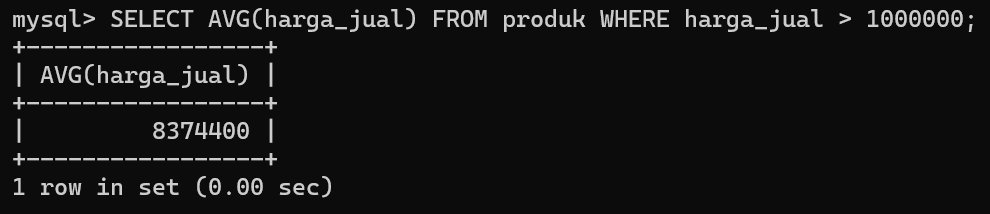 mysql> SELECT AVG(harga_jual) FROM produk WHERE harga_jual > 1000000;
+-----------------+
| AVG(harga_jual) |
+-----------------+
|         8374400 |
+-----------------+
1 row in set (0.00 sec)